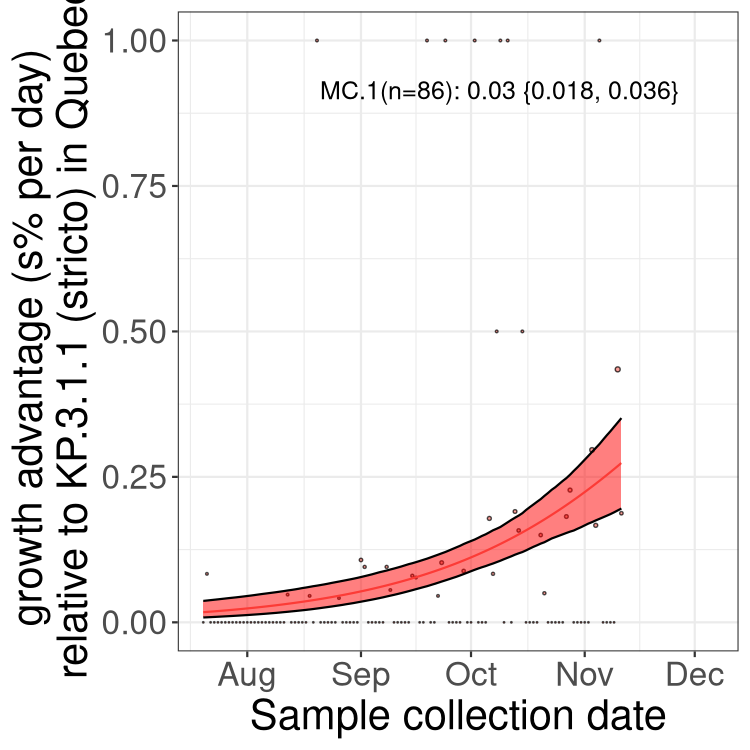 growth advantage (s% per day)
relative to KP.3.1.1 (stricto) in Quebec
1.00
0.75
0.50
0.25
0.00
MC.1(n=86): 0.03 {0.018, 0.036}
Aug Sep Oct Nov Dec
Sample collection date